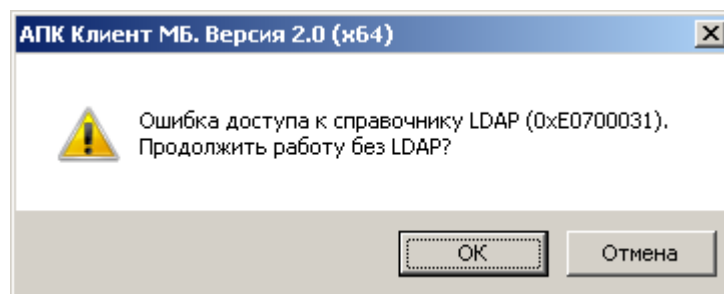 АПК Клиент МБ. Версия 2.0 (x64)
Ошибка доступа к справочнику LDAP (0xE0700031).
Продолжить работу без LDAP?
OK
Отмена